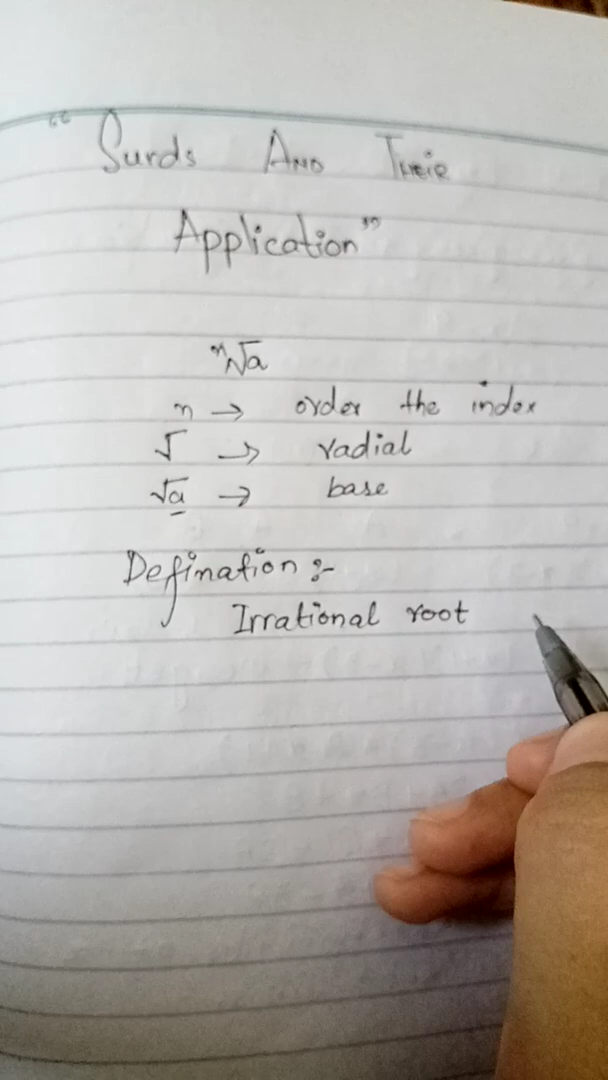 “ Surds And Their
Application”
ⁿ√a
n → order the index
√ → radial
√a → base
Defination :-
Irrational root